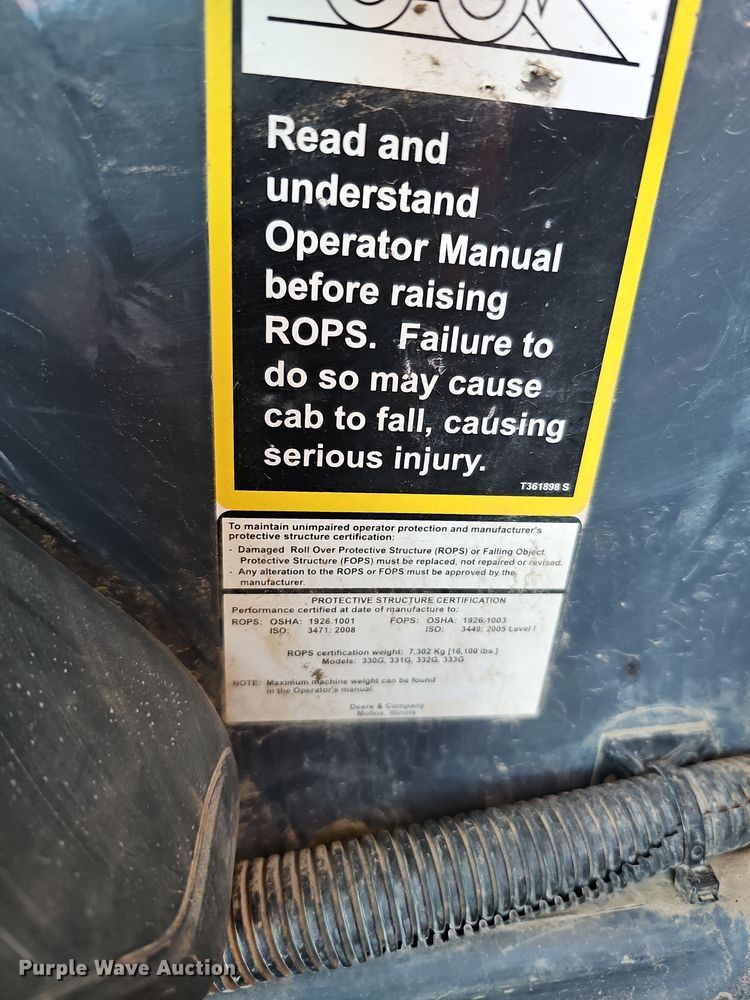 Read and
understand
Operator Manual
before raising
ROPS. Failure to
do so may cause
cab to fall, causing
serious injury.
T361898 S
To maintain unimpaired operator protection and manufacturer's
protective structure certification:
- Damaged Roll Over Protective Structure (ROPS) or Falling Object
Protective Structure (FOPS) must be replaced, not repaired or revised.
- Any alteration to the ROPS or FOPS must be approved by the
manufacturer.
PROTECTIVE STRUCTURE CERTIFICATION
Performance certified at date of manufacture to:
ROPS: OSHA: 1926.1001 FOPS: OSHA: 1926.1003
ISO: 3471: 2008 ISO: 3449: 2005 Level I
ROPS certification weight: 7,302 Kg [16,100 lbs.]
Models: 330G, 331G, 332G, 333G
NOTE: Maximum machine weight can be found
in the Operator's manual.
Deere & Company
Moline, Illinois
Purple Wave Auction